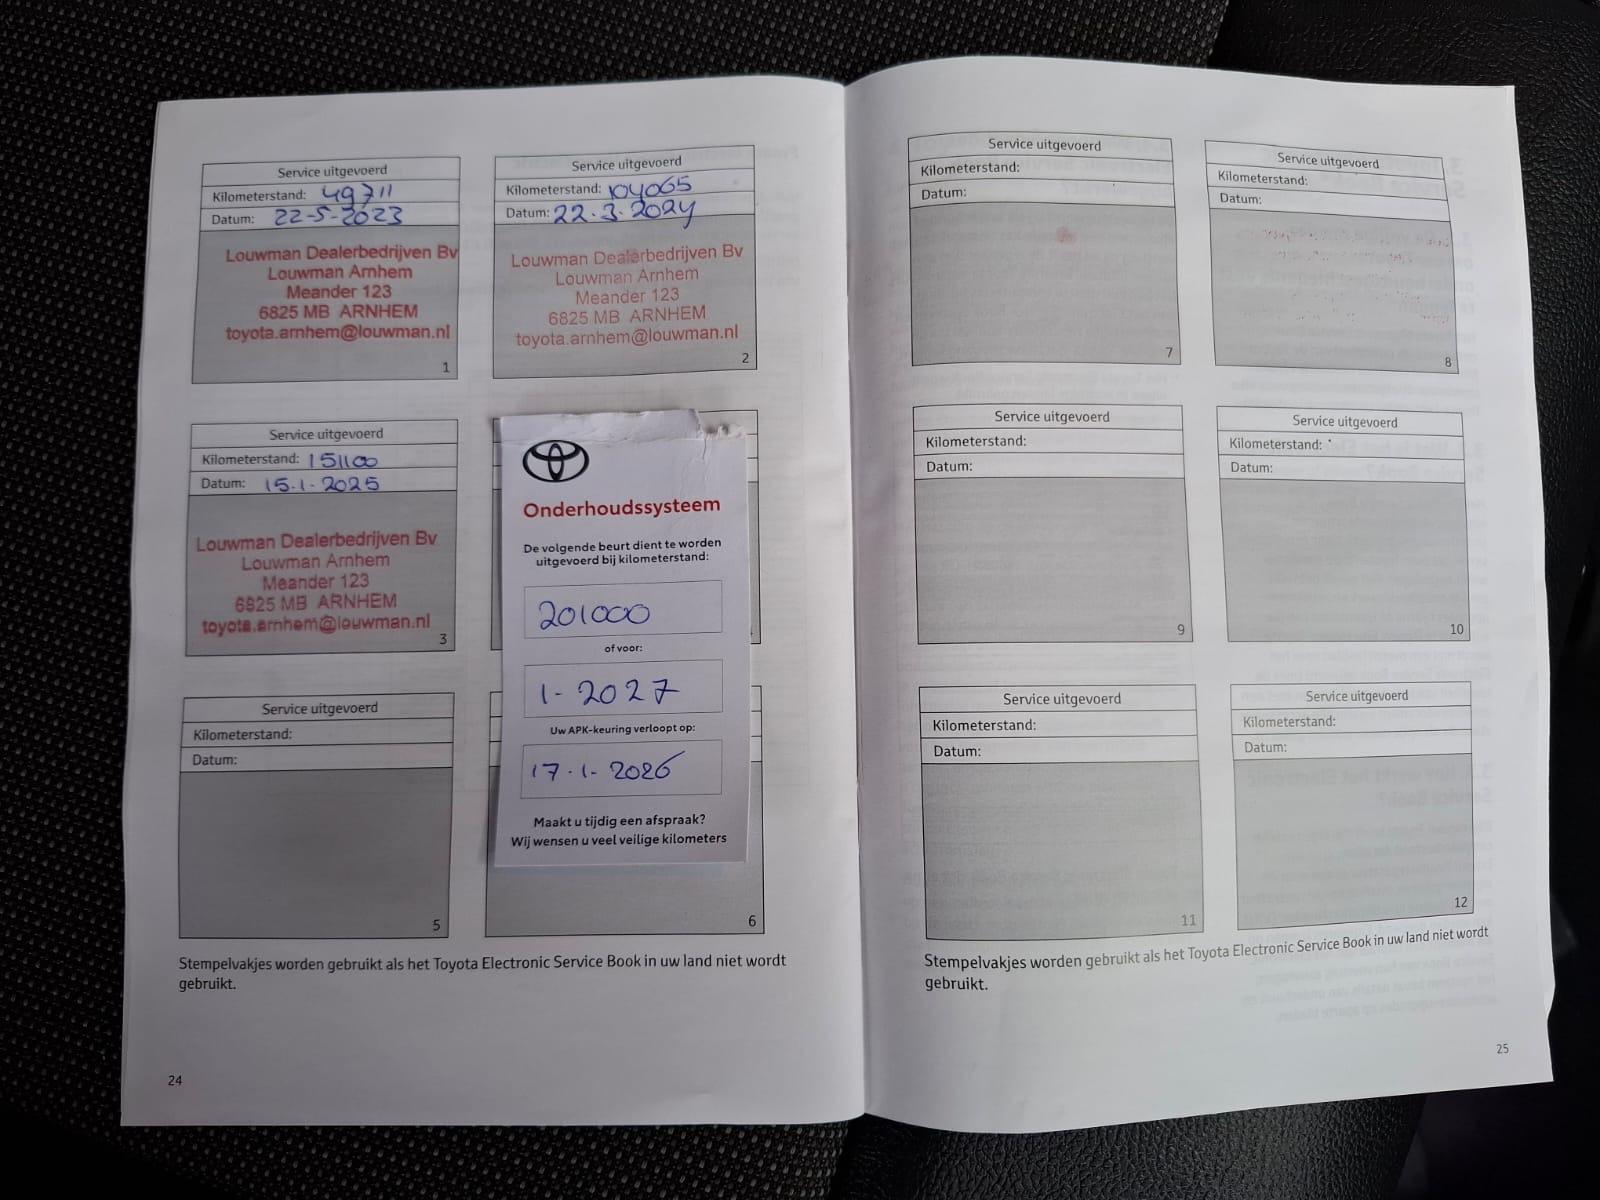 Service uitgevoerd
Kilometerstand: 49711
Datum: 22-5-2023
Louwman Dealerbedrijven Bv
Louwman Arnhem
Meander 123
6825 MB ARNHEM
toyota.arnhem@louwman.nl
1
Service uitgevoerd
Kilometerstand: 104065
Datum: 22.3.2024
Louwman Dealerbedrijven Bv
Louwman Arnhem
Meander 123
6825 MB ARNHEM
toyota.arnhem@louwman.nl
2
Service uitgevoerd
Kilometerstand: 151100
Datum: 15.1.2025
Louwman Dealerbedrijven Bv
Louwman Arnhem
Meander 123
6825 MB ARNHEM
toyota.arnhem@louwman.nl
3
Onderhoudssysteem
De volgende beurt dient te worden
uitgevoerd bij kilometerstand:
201000
of voor:
1-2027
Uw APK-keuring verloopt op:
17.1.2026
Maakt u tijdig een afspraak?
Wij wensen u veel veilige kilometers
Service uitgevoerd
Kilometerstand:
Datum:
5
6
Stempelvakjes worden gebruikt als het Toyota Electronic Service Book in uw land niet wordt
gebruikt.
24
Service uitgevoerd
Kilometerstand:
Datum:
7
Service uitgevoerd
Kilometerstand:
Datum:
8
Service uitgevoerd
Kilometerstand:
Datum:
9
Service uitgevoerd
Kilometerstand:
Datum:
10
Service uitgevoerd
Kilometerstand:
Datum:
11
Service uitgevoerd
Kilometerstand:
Datum:
12
Stempelvakjes worden gebruikt als het Toyota Electronic Service Book in uw land niet wordt
gebruikt.
25